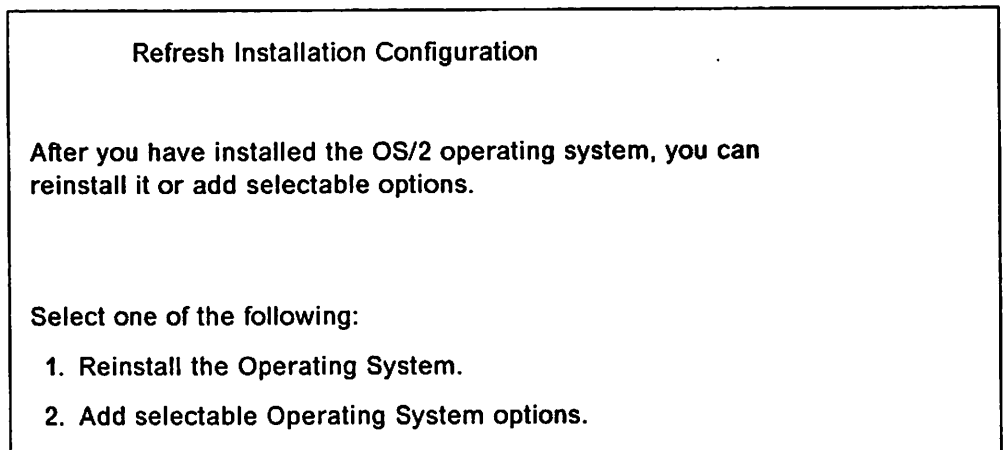 Refresh Installation Configuration
After you have installed the OS/2 operating system, you can
reinstall it or add selectable options.
Select one of the following:
1. Reinstall the Operating System.
2. Add selectable Operating System options.